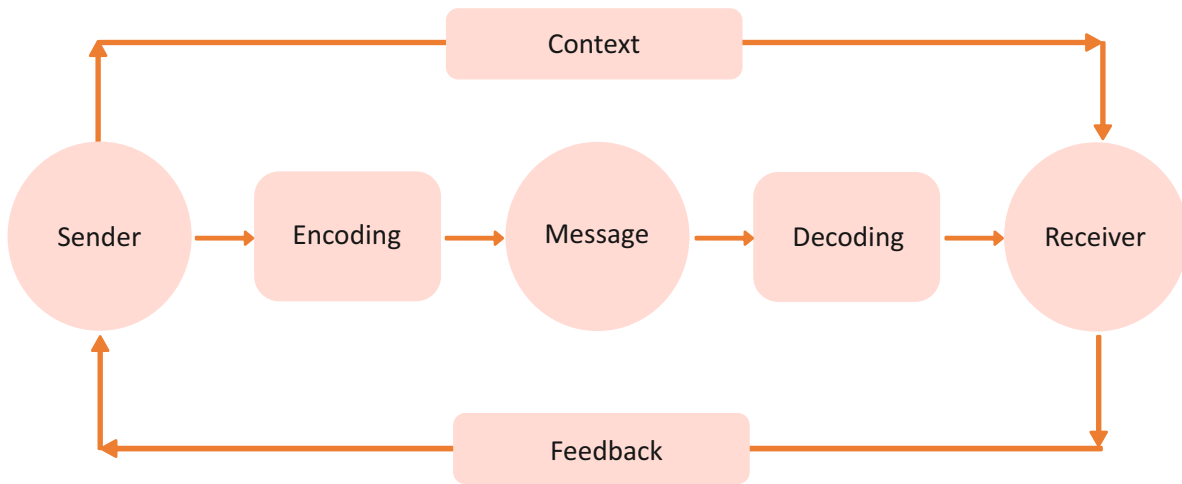 Context
Sender
Encoding
Message
Decoding
Receiver
Feedback